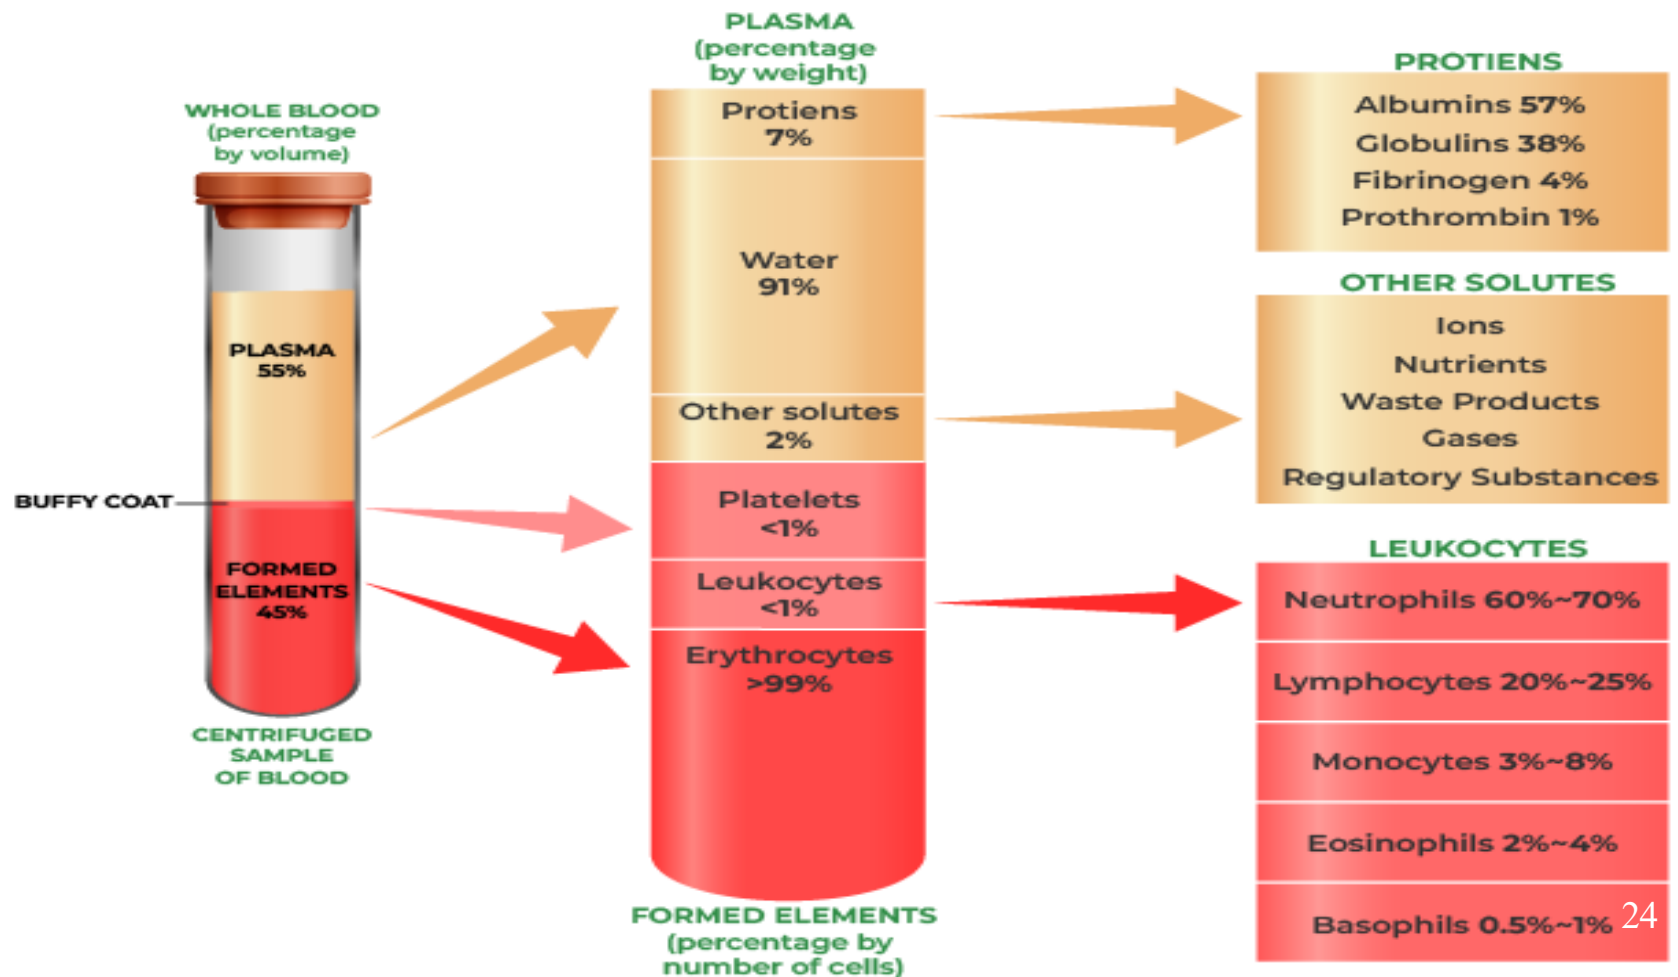 WHOLE BLOOD
(percentage
by volume)
PLASMA
55%
BUFFY COAT
FORMED
ELEMENTS
45%
CENTRIFUGED
SAMPLE
OF BLOOD
PLASMA
(percentage
by weight)
Protiens
7%
Water
91%
Other solutes
2%
Platelets
<1%
Leukocytes
<1%
Erythrocytes
>99%
FORMED ELEMENTS
(percentage by
number of cells)
PROTIENS
Albumins 57%
Globulins 38%
Fibrinogen 4%
Prothrombin 1%
OTHER SOLUTES
Ions
Nutrients
Waste Products
Gases
Regulatory Substances
LEUKOCYTES
Neutrophils 60%~70%
Lymphocytes 20%~25%
Monocytes 3%~8%
Eosinophils 2%~4%
Basophils 0.5%~1%
24